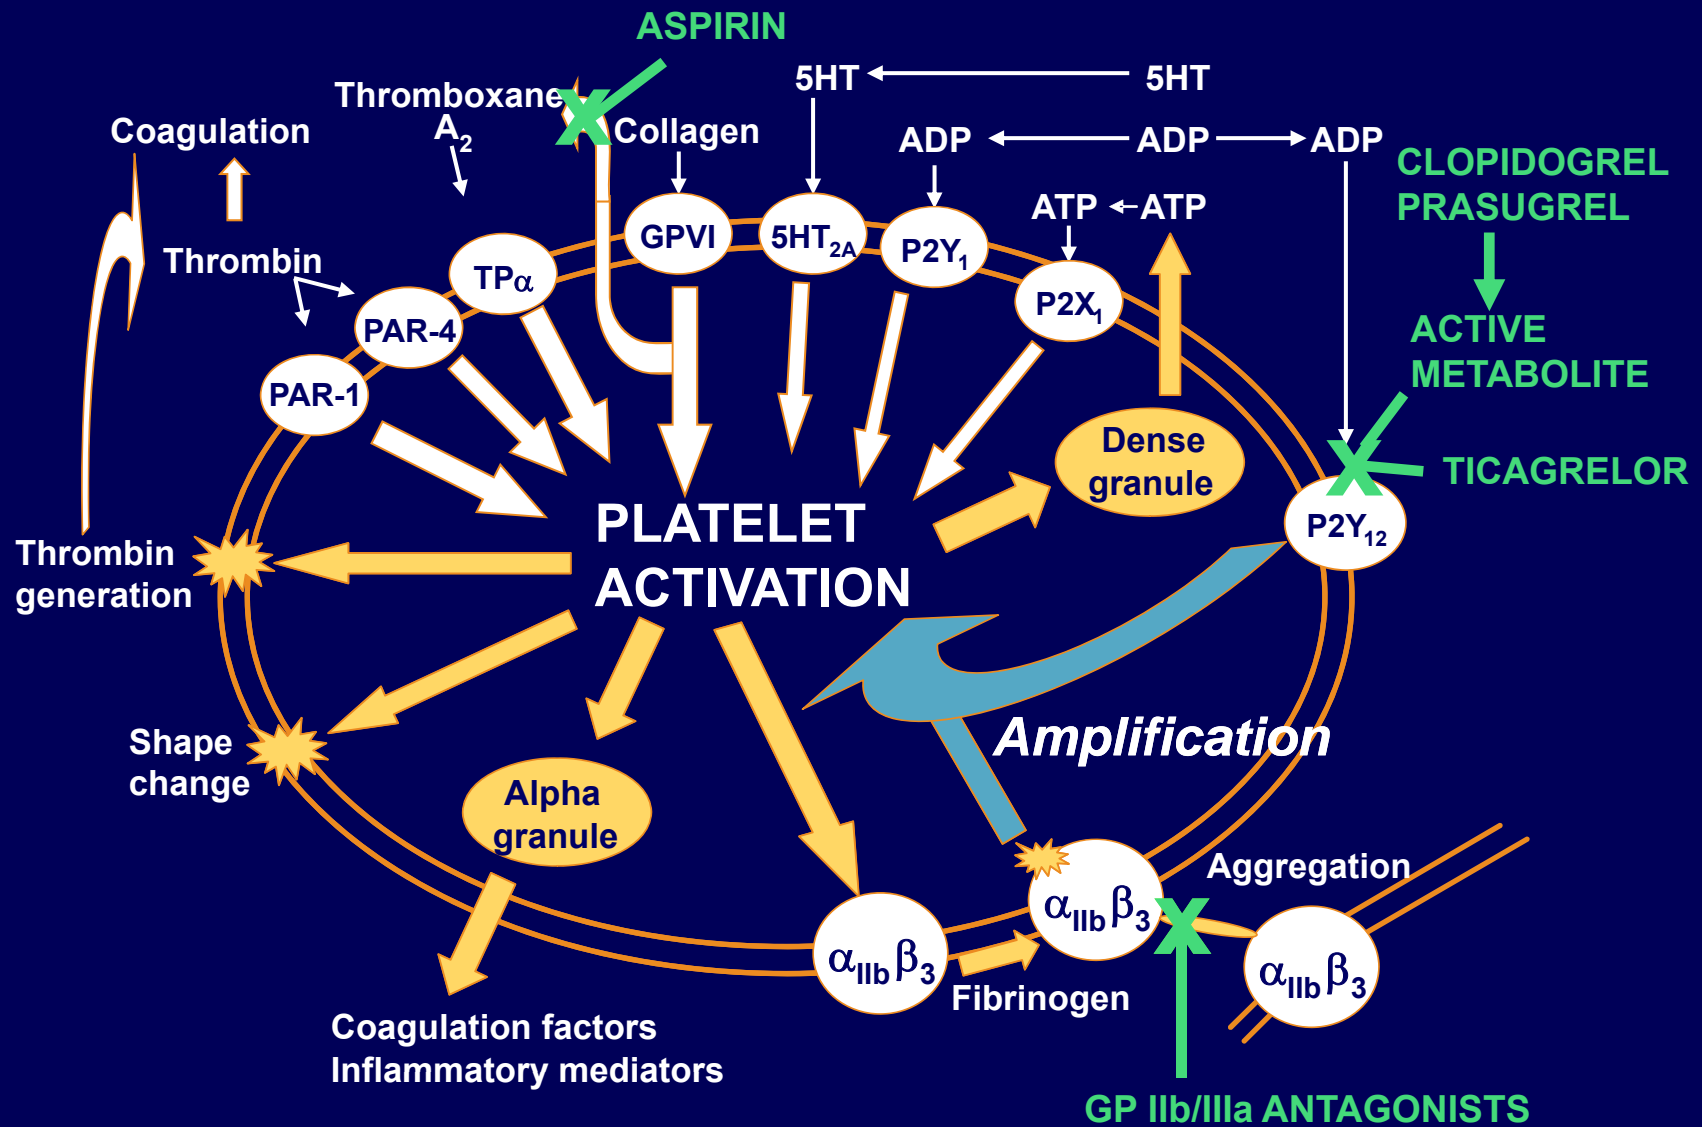 ASPIRIN
5HT
5HT
Thromboxane
A2
Collagen
Coagulation
ADP
ADP
ADP
CLOPIDOGREL
PRASUGREL
ATP
ATP
Thrombin
GPVI
5HT2A
P2Y1
TPα
P2X1
PAR-4
PAR-1
ACTIVE
METABOLITE
Dense
granule
TICAGRELOR
PLATELET
ACTIVATION
P2Y12
Thrombin
generation
Shape
change
Amplification
Alpha
granule
Aggregation
αIIbβ3
αIIbβ3
αIIbβ3
Fibrinogen
Coagulation factors
Inflammatory mediators
GP IIb/IIIa ANTAGONISTS